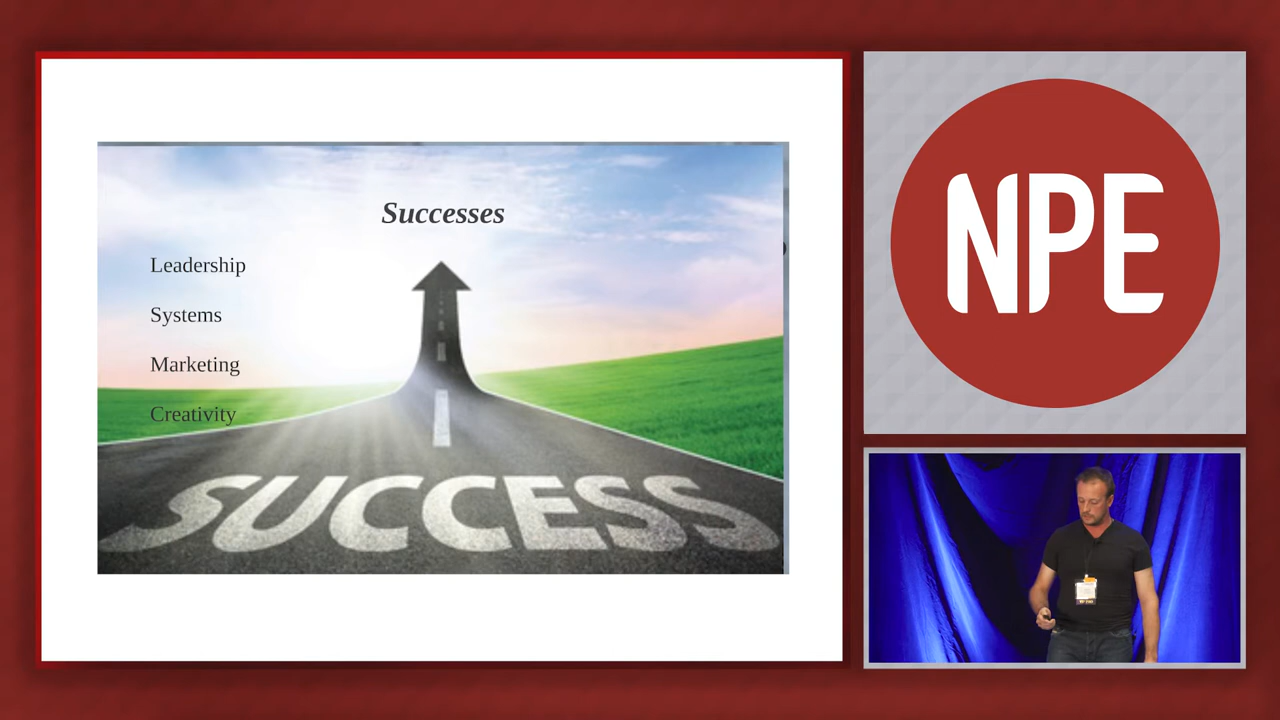 Successes
Leadership
Systems
Marketing
Creativity
SUCCESS
NPE